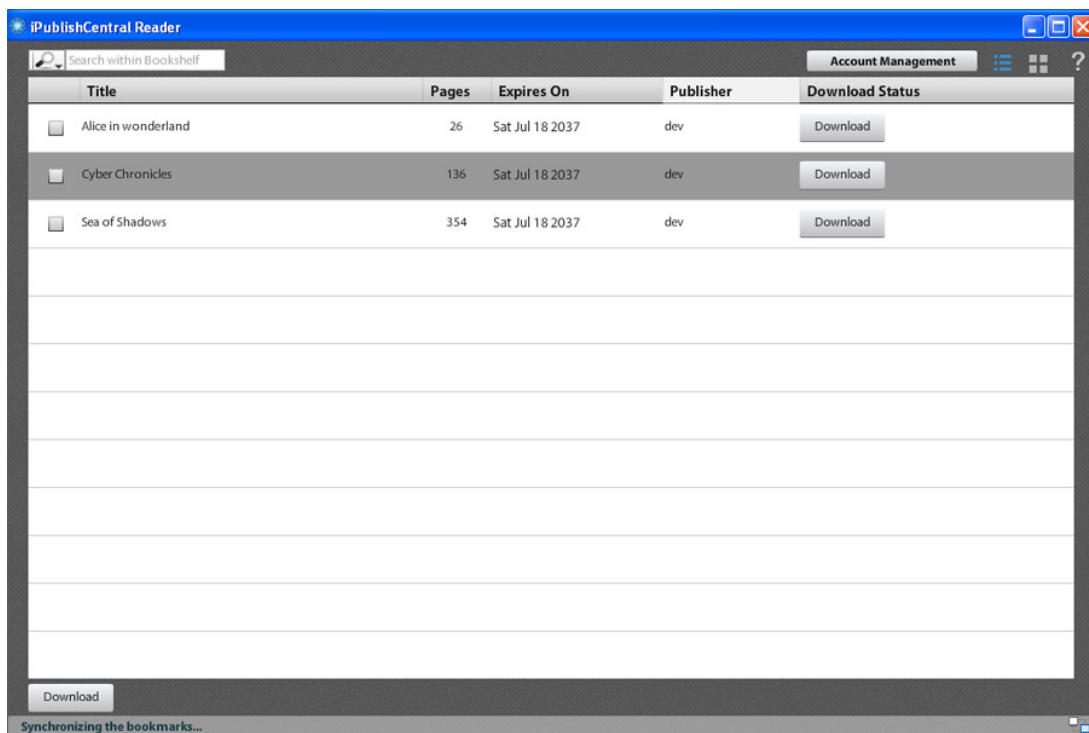 iPublishCentral Reader
Search within Bookshelf
Account Management
?
Title Pages Expires On Publisher Download Status
Alice in wonderland 26 Sat Jul 18 2037 dev Download
Cyber Chronicles 136 Sat Jul 18 2037 dev Download
Sea of Shadows 354 Sat Jul 18 2037 dev Download
Download
Synchronizing the bookmarks...